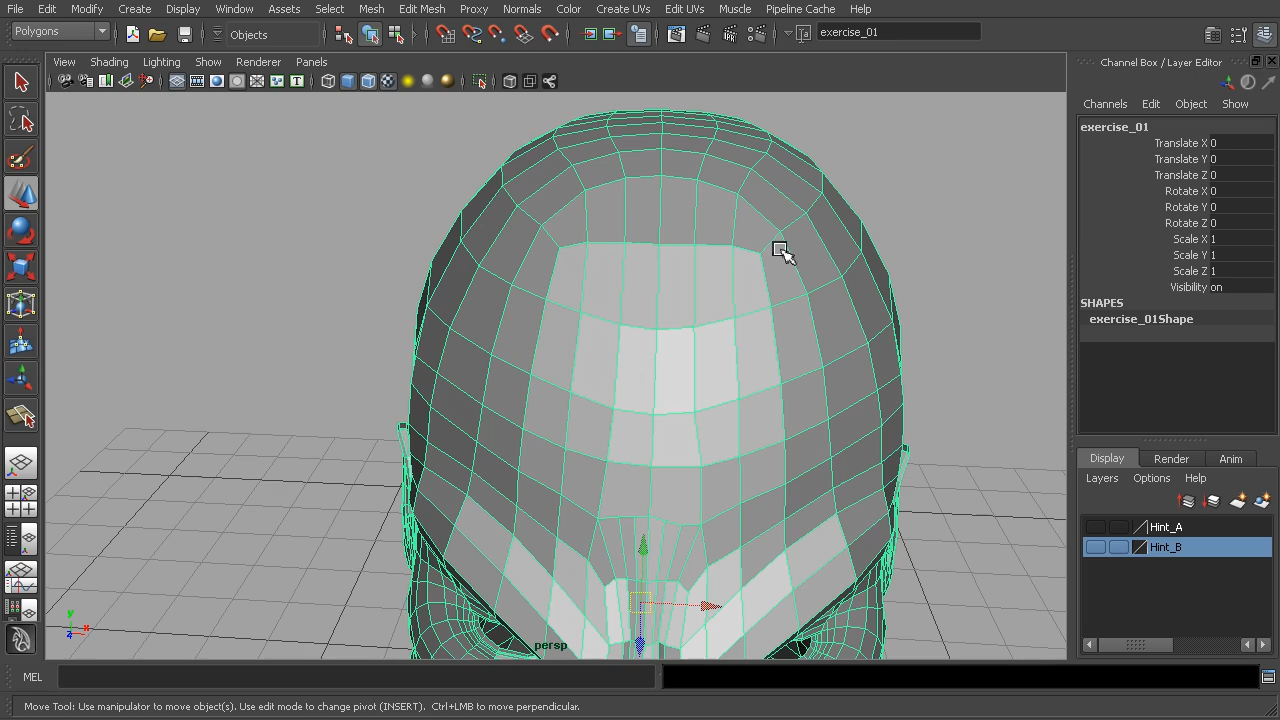 File Edit Modify Create Display Window Assets Select Mesh Edit Mesh Proxy Normals Color Create UVs Edit UVs Muscle Pipeline Cache Help
Polygons Objects exercise_01
View Shading Lighting Show Renderer Panels
Channel Box / Layer Editor
Channels Edit Object Show
exercise_01
Translate X 0
Translate Y 0
Translate Z 0
Rotate X 0
Rotate Y 0
Rotate Z 0
Scale X 1
Scale Y 1
Scale Z 1
Visibility on
SHAPES
exercise_01Shape
Display Render Anim
Layers Options Help
Hint_A
Hint_B
y
x
z
persp
MEL
Move Tool: Use manipulator to move object(s). Use edit mode to change pivot (INSERT). Ctrl+LMB to move perpendicular.